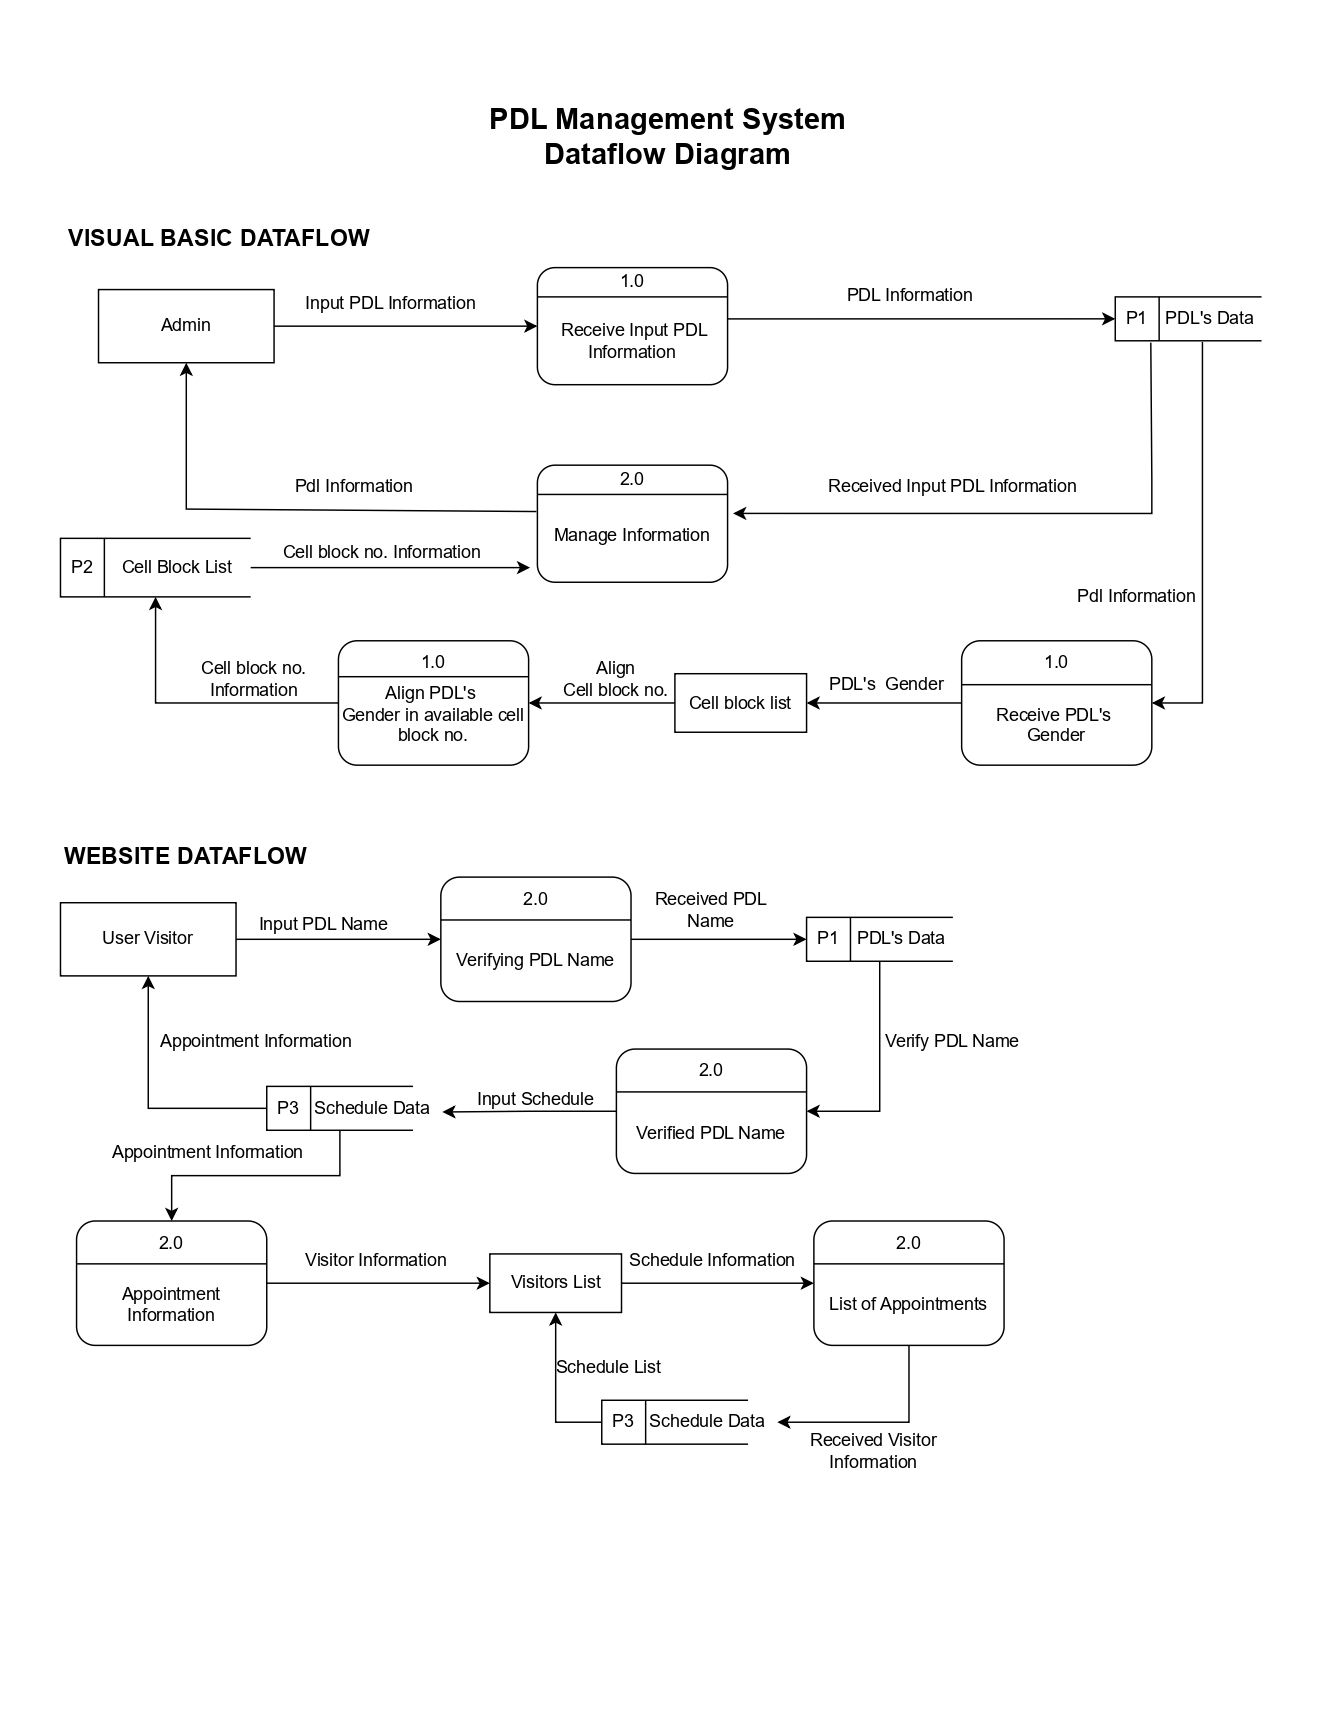 PDL Management System
Dataflow Diagram
VISUAL BASIC DATAFLOW
Admin
Input PDL Information
1.0
Receive Input PDL
Information
PDL Information
P1
PDL's Data
Pdl Information
2.0
Manage Information
Received Input PDL Information
P2
Cell Block List
Cell block no. Information
Pdl Information
Cell block no.
Information
1.0
Align PDL's
Gender in available cell
block no.
Align
Cell block no.
Cell block list
PDL's  Gender
1.0
Receive PDL's
Gender
WEBSITE DATAFLOW
User Visitor
Input PDL Name
2.0
Verifying PDL Name
Received PDL
Name
P1
PDL's Data
Appointment Information
Verify PDL Name
P3
Schedule Data
Input Schedule
2.0
Verified PDL Name
Appointment Information
2.0
Appointment
Information
Visitor Information
Visitors List
Schedule Information
2.0
List of Appointments
Schedule List
P3
Schedule Data
Received Visitor
Information